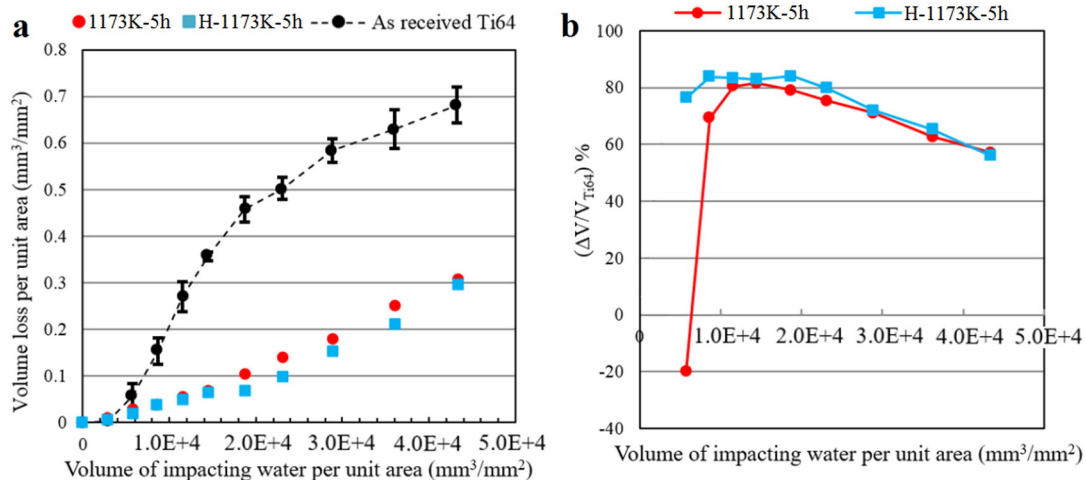 a
1173K-5h
H-1173K-5h
As received Ti64
Volume loss per unit area (mm³/mm²)
0.8
0.7
0.6
0.5
0.4
0.3
0.2
0.1
0
0 1.0E+4 2.0E+4 3.0E+4 4.0E+4 5.0E+4
Volume of impacting water per unit area (mm³/mm²)
b
1173K-5h
H-1173K-5h
(ΔV/V_Ti64) %
100
80
60
40
20
0
-20
-40
0 1.0E+4 2.0E+4 3.0E+4 4.0E+4 5.0E+4
Volume of impacting water per unit area (mm³/mm²)